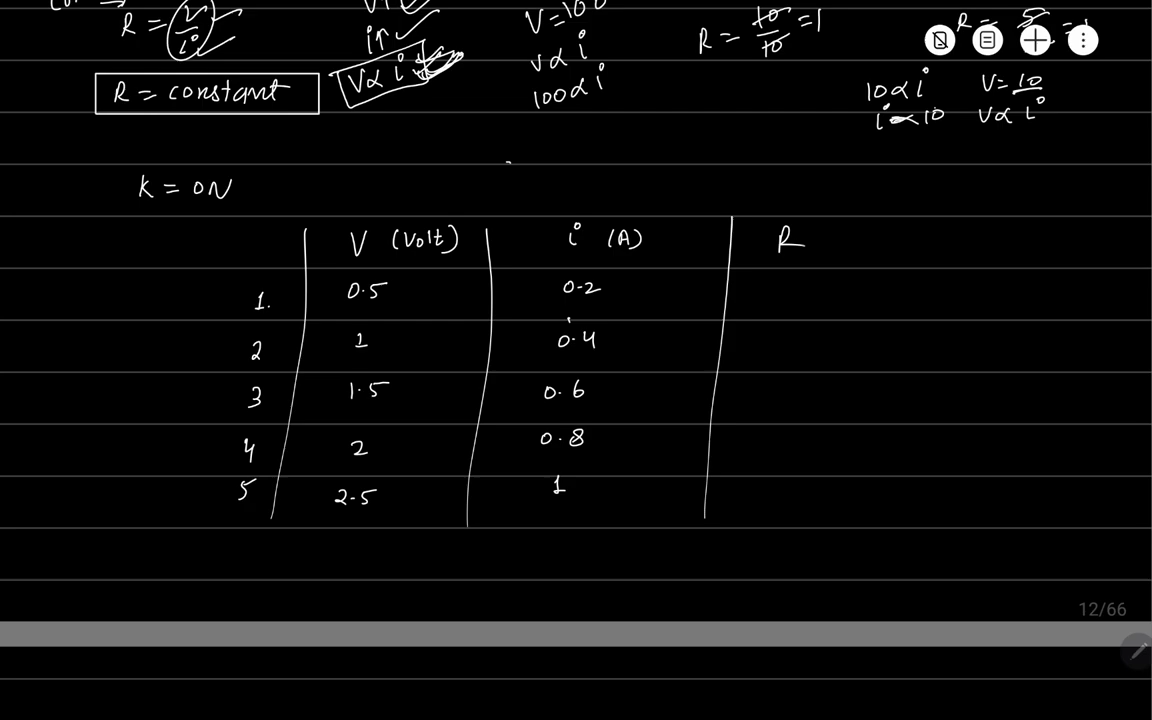 R = V/i
V = 100
R = 10/10 = 1
i↑
V ∝ i
V ∝ i
R = constant
100 ∝ i
10 ∝ i
V = 10
i ∝ 10
V ∝ i
K = ON
V (Volt) i (A) R
1. 0.5 0.2
2 1 0.4
3 1.5 0.6
4 2 0.8
5 2.5 1
12/66